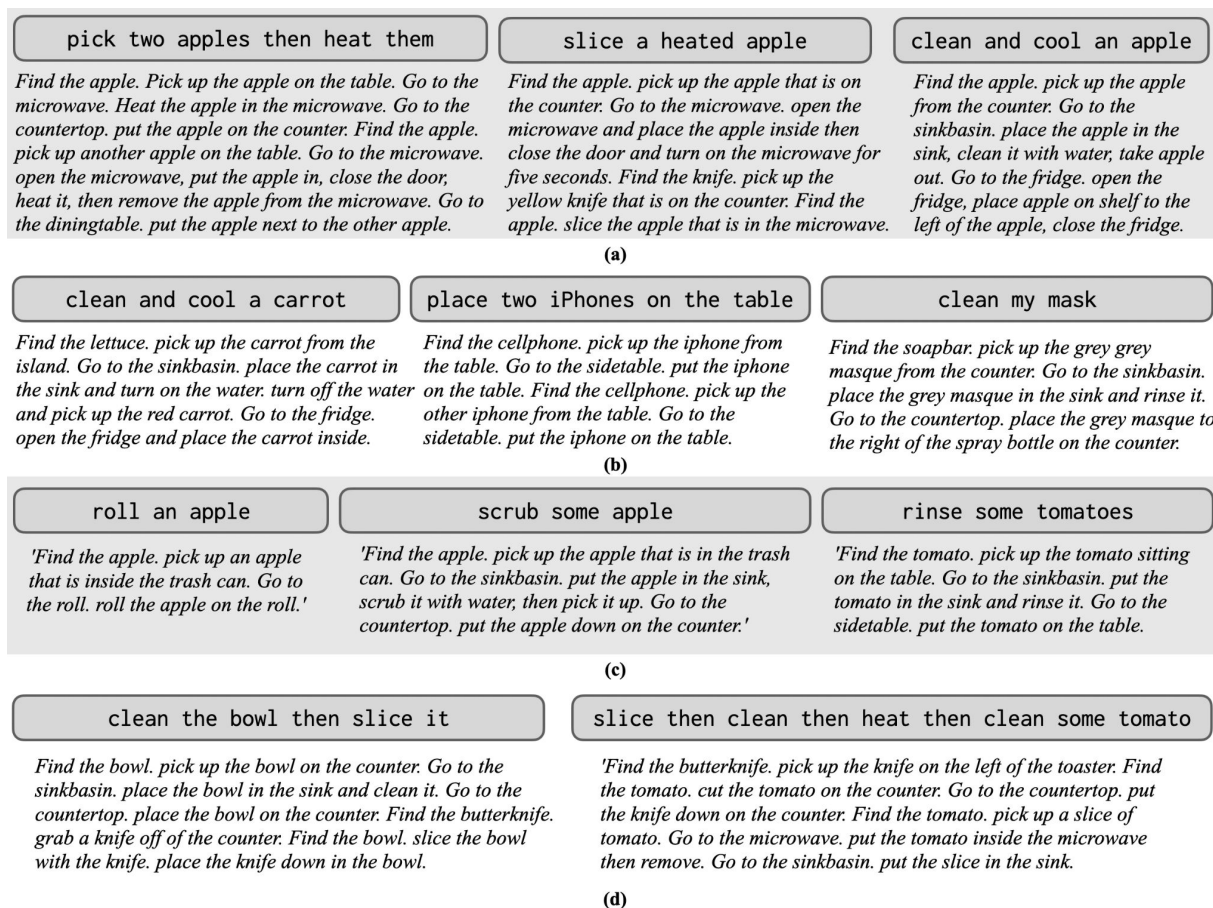 pick two apples then heat them
Find the apple. Pick up the apple on the table. Go to the
microwave. Heat the apple in the microwave. Go to the
countertop. put the apple on the counter. Find the apple.
pick up another apple on the table. Go to the microwave.
open the microwave, put the apple in, close the door,
heat it, then remove the apple from the microwave. Go to
the diningtable. put the apple next to the other apple.
slice a heated apple
Find the apple. pick up the apple that is on
the counter. Go to the microwave. open the
microwave and place the apple inside then
close the door and turn on the microwave for
five seconds. Find the knife. pick up the
yellow knife that is on the counter. Find the
apple. slice the apple that is in the microwave.
clean and cool an apple
Find the apple. pick up the apple
from the counter. Go to the
sinkbasin. place the apple in the
sink, clean it with water, take apple
out. Go to the fridge. open the
fridge, place apple on shelf to the
left of the apple, close the fridge.
(a)
clean and cool a carrot
Find the lettuce. pick up the carrot from the
island. Go to the sinkbasin. place the carrot in
the sink and turn on the water. turn off the water
and pick up the red carrot. Go to the fridge.
open the fridge and place the carrot inside.
place two iPhones on the table
Find the cellphone. pick up the iphone from
the table. Go to the sidetable. put the iphone
on the table. Find the cellphone. pick up the
other iphone from the table. Go to the
sidetable. put the iphone on the table.
clean my mask
Find the soapbar. pick up the grey grey
masque from the counter. Go to the sinkbasin.
place the grey masque in the sink and rinse it.
Go to the countertop. place the grey masque to
the right of the spray bottle on the counter.
(b)
roll an apple
'Find the apple. pick up an apple
that is inside the trash can. Go to
the roll. roll the apple on the roll.'
scrub some apple
'Find the apple. pick up the apple that is in the trash
can. Go to the sinkbasin. put the apple in the sink,
scrub it with water, then pick it up. Go to the
countertop. put the apple down on the counter.'
rinse some tomatoes
'Find the tomato. pick up the tomato sitting
on the table. Go to the sinkbasin. put the
tomato in the sink and rinse it. Go to the
sidetable. put the tomato on the table.
(c)
clean the bowl then slice it
Find the bowl. pick up the bowl on the counter. Go to the
sinkbasin. place the bowl in the sink and clean it. Go to the
countertop. place the bowl on the counter. Find the butterknife.
grab a knife off of the counter. Find the bowl. slice the bowl
with the knife. place the knife down in the bowl.
slice then clean then heat then clean some tomato
'Find the butterknife. pick up the knife on the left of the toaster. Find
the tomato. cut the tomato on the counter. Go to the countertop. put
the knife down on the counter. Find the tomato. pick up a slice of
tomato. Go to the microwave. put the tomato inside the microwave
then remove. Go to the sinkbasin. put the slice in the sink.
(d)